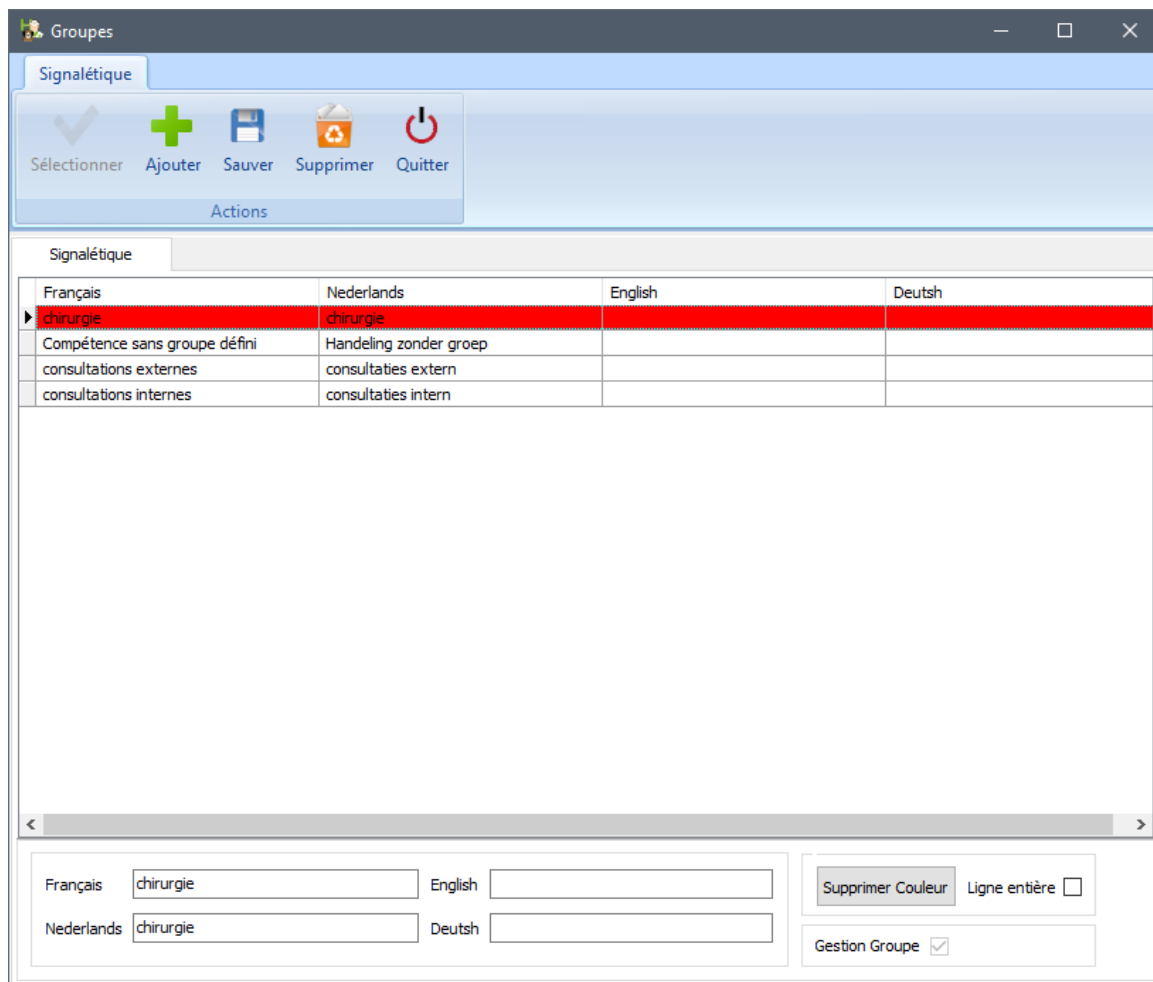 Groupes
Signalétique
Sélectionner Ajouter Sauver Supprimer Quitter
Actions
Signalétique
Français Nederlands English Deutsh
chirurgie chirurgie
Compétence sans groupe défini Handeling zonder groep
consultations externes consultaties extern
consultations internes consultaties intern
Français chirurgie English Supprimer Couleur Ligne entière
Nederlands chirurgie Deutsh
Gestion Groupe